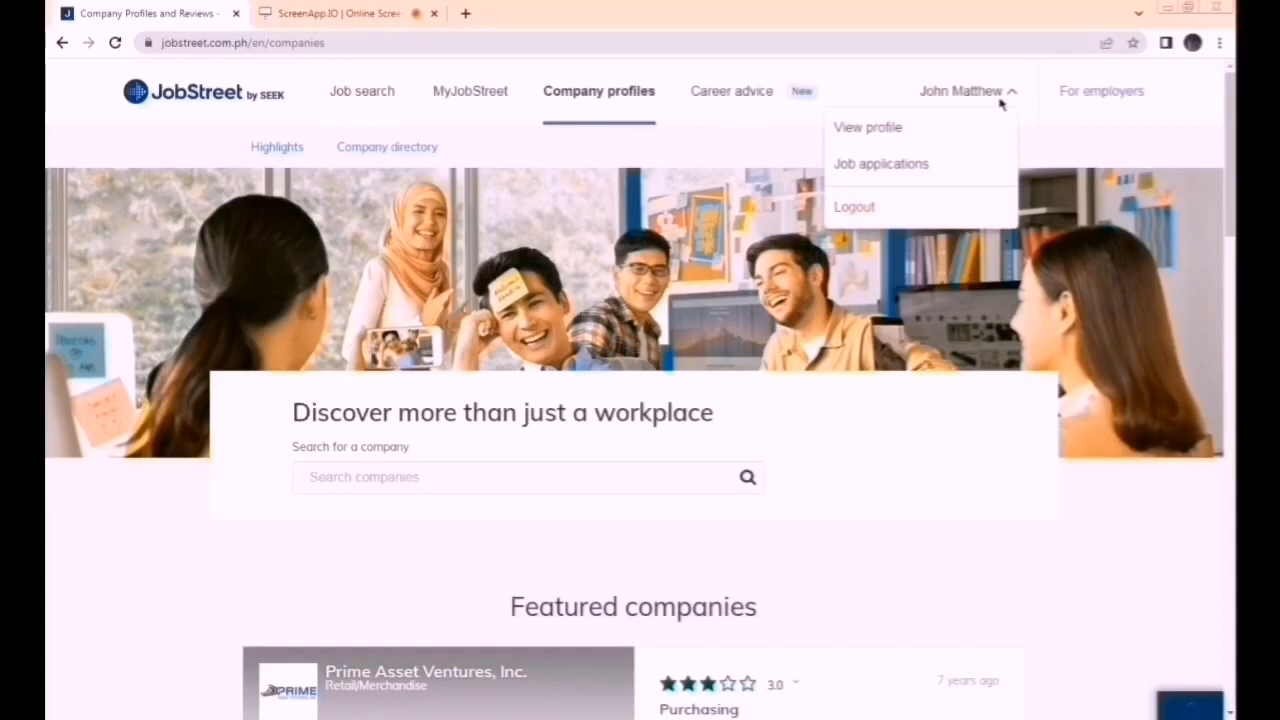 Company Profiles and Reviews -
ScreenApp.IO | Online Scree
jobstreet.com.ph/en/companies
JobStreet by SEEK
Job search
MyJobStreet
Company profiles
Career advice
New
John Matthew
For employers
View profile
Job applications
Logout
Highlights
Company directory
Discover more than just a workplace
Search for a company
Search companies
Featured companies
Prime Asset Ventures, Inc.
Retail/Merchandise
PRIME
3.0
7 years ago
Purchasing